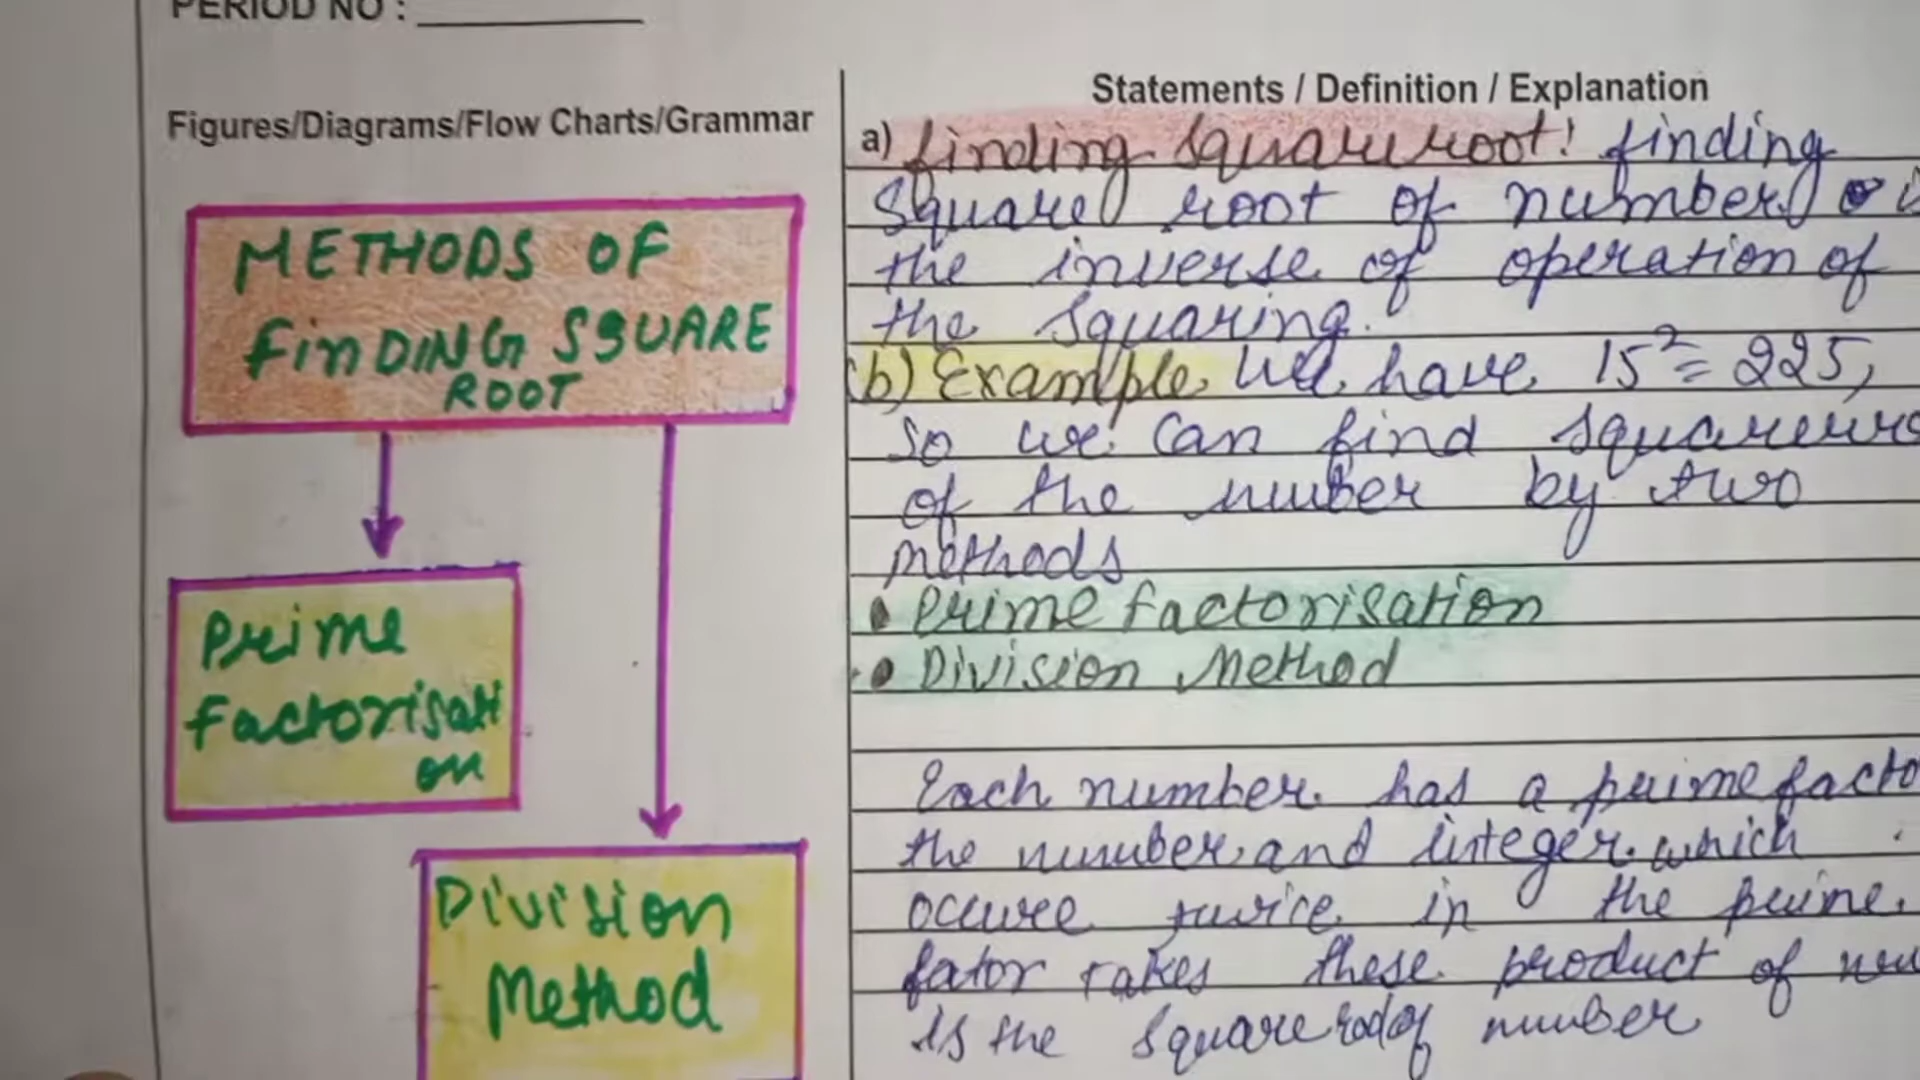 PERIOD NO :
Figures/Diagrams/Flow Charts/Grammar
METHODS OF
FinDING SQUARE
ROOT
Prime
factorisati
on
Division
Method
Statements / Definition / Explanation
a) finding Square root! finding
Square root of number
the inverse of operation of
the squaring.
(b) Example We have 15²= 225,
So we can find
of the nuber by two
methods
• Prime factorisation
• Division Method
Each number has a prime facto
the number and integer which
occure twice in the prime
fator takes these product of
is the square of number